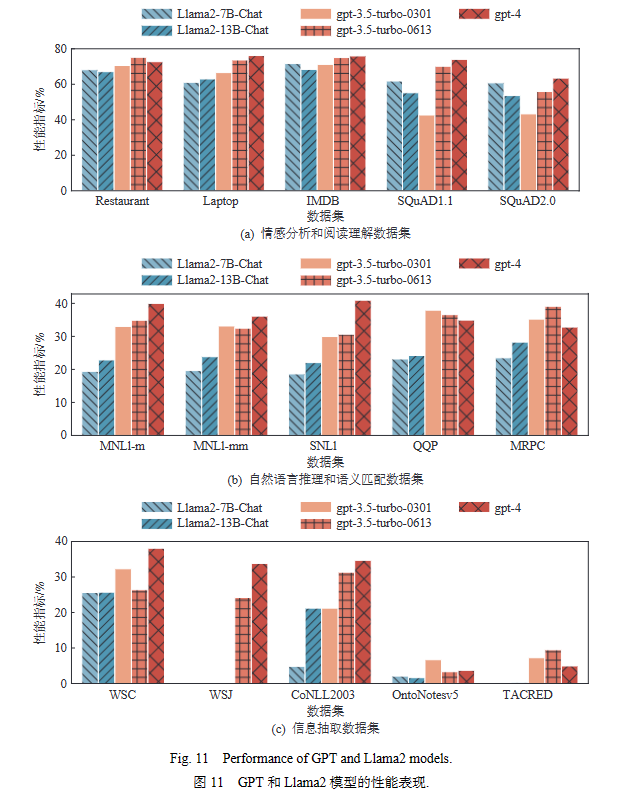 Llama2-7B-Chat gpt-3.5-turbo-0301 gpt-4
Llama2-13B-Chat gpt-3.5-turbo-0613
80
60
40
20
0
性能指标/%
Restaurant Laptop IMDB SQuAD1.1 SQuAD2.0
数据集
(a) 情感分析和阅读理解数据集
Llama2-7B-Chat gpt-3.5-turbo-0301 gpt-4
Llama2-13B-Chat gpt-3.5-turbo-0613
40
30
20
10
0
性能指标/%
MNL1-m MNL1-mm SNL1 QQP MRPC
数据集
(b) 自然语言推理和语义匹配数据集
Llama2-7B-Chat gpt-3.5-turbo-0301 gpt-4
Llama2-13B-Chat gpt-3.5-turbo-0613
40
30
20
10
0
性能指标/%
WSC WSJ CoNLL2003 OntoNotesv5 TACRED
数据集
(c) 信息抽取数据集
Fig. 11 Performance of GPT and Llama2 models.
图 11 GPT 和 Llama2 模型的性能表现.